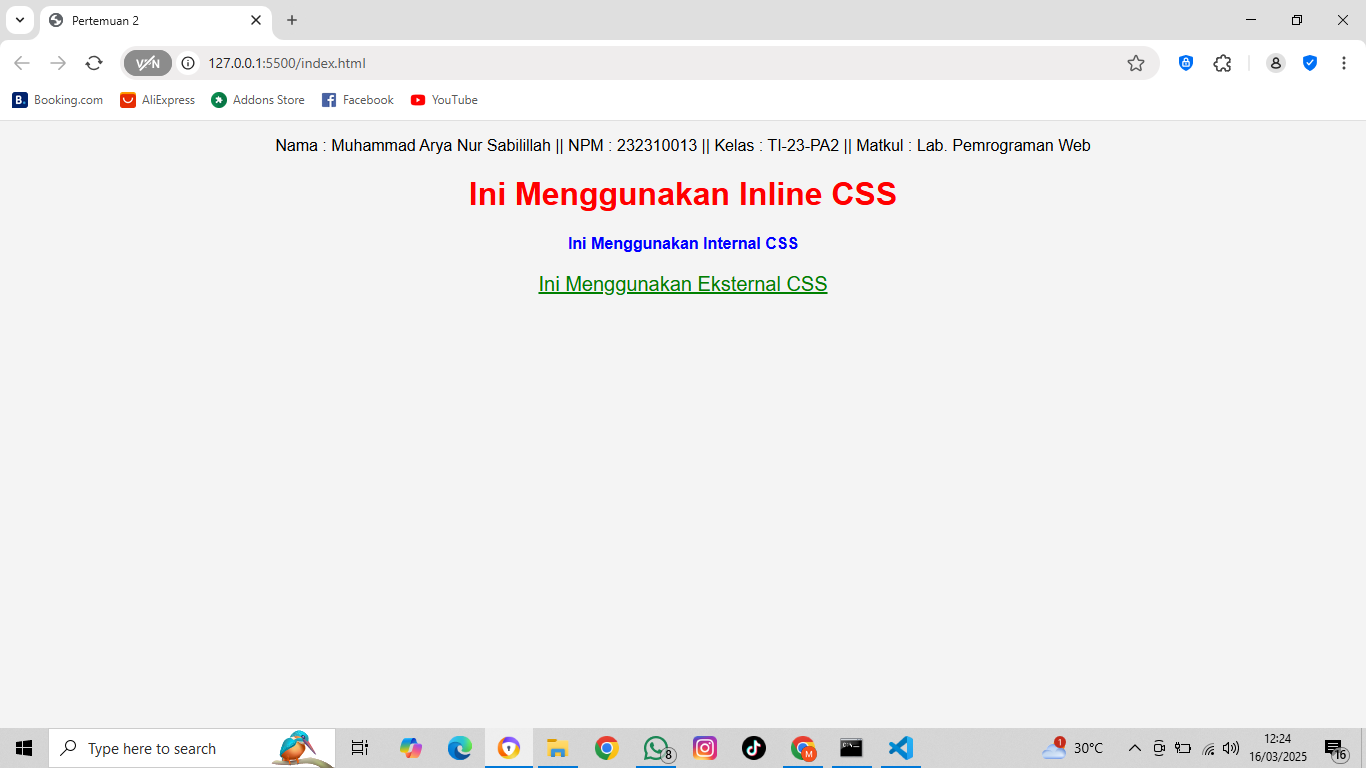 Pertemuan 2
VPN
127.0.0.1:5500/index.html
B. Booking.com AliExpress Addons Store Facebook YouTube
Nama : Muhammad Arya Nur Sabilillah || NPM : 232310013 || Kelas : TI-23-PA2 || Matkul : Lab. Pemrograman Web
Ini Menggunakan Inline CSS
Ini Menggunakan Internal CSS
Ini Menggunakan Eksternal CSS
Type here to search
8
M
1
30°C
12:24
16/03/2025
16